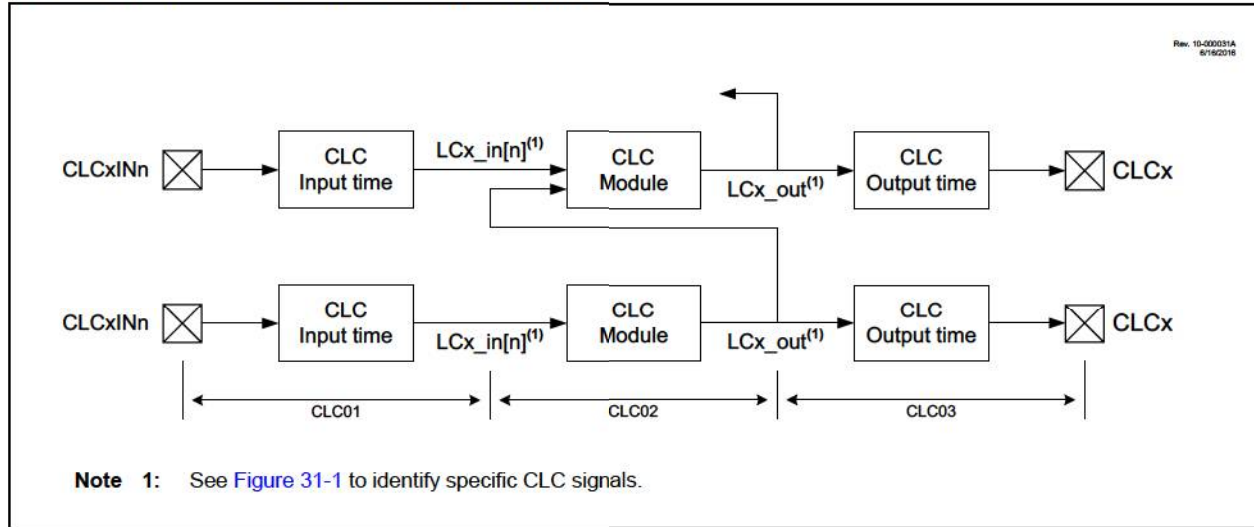 Rev. 10-000031A
6/16/2016
CLCxINn
CLC
Input time
LCx_in[n](1)
CLC
Module
LCx_out(1)
CLC
Output time
CLCx
CLCxINn
CLC
Input time
LCx_in[n](1)
CLC
Module
LCx_out(1)
CLC
Output time
CLCx
CLC01
CLC02
CLC03
Note 1: See Figure 31-1 to identify specific CLC signals.